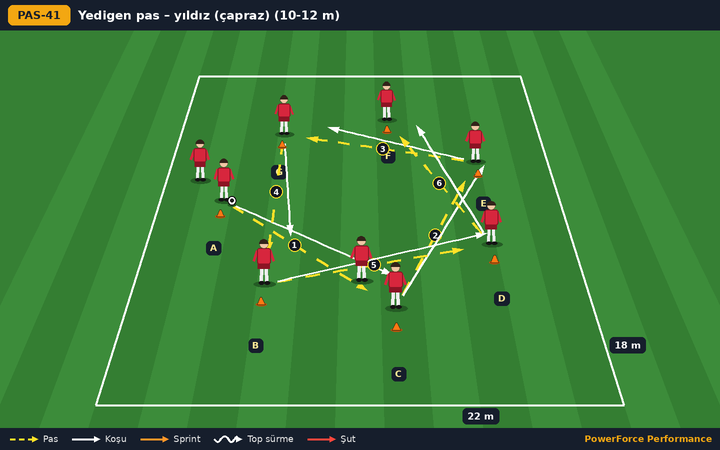 PAS-41 Yedigen pas – yıldız (çapraz) (10-12 m)
3
F
G
4
6
E
A
1
2
5
D
B
C
18 m
22 m
Pas Koşu Sprint Top sürme Şut PowerForce Performance